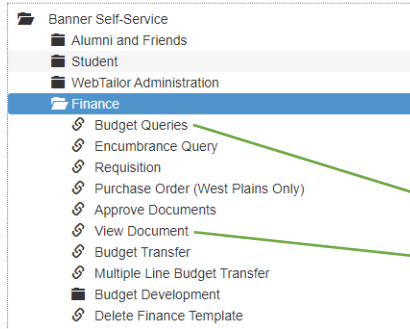 Banner Self-Service
Alumni and Friends
Student
WebTailor Administration
Finance
Budget Queries
Encumbrance Query
Requisition
Purchase Order (West Plains Only)
Approve Documents
View Document
Budget Transfer
Multiple Line Budget Transfer
Budget Development
Delete Finance Template